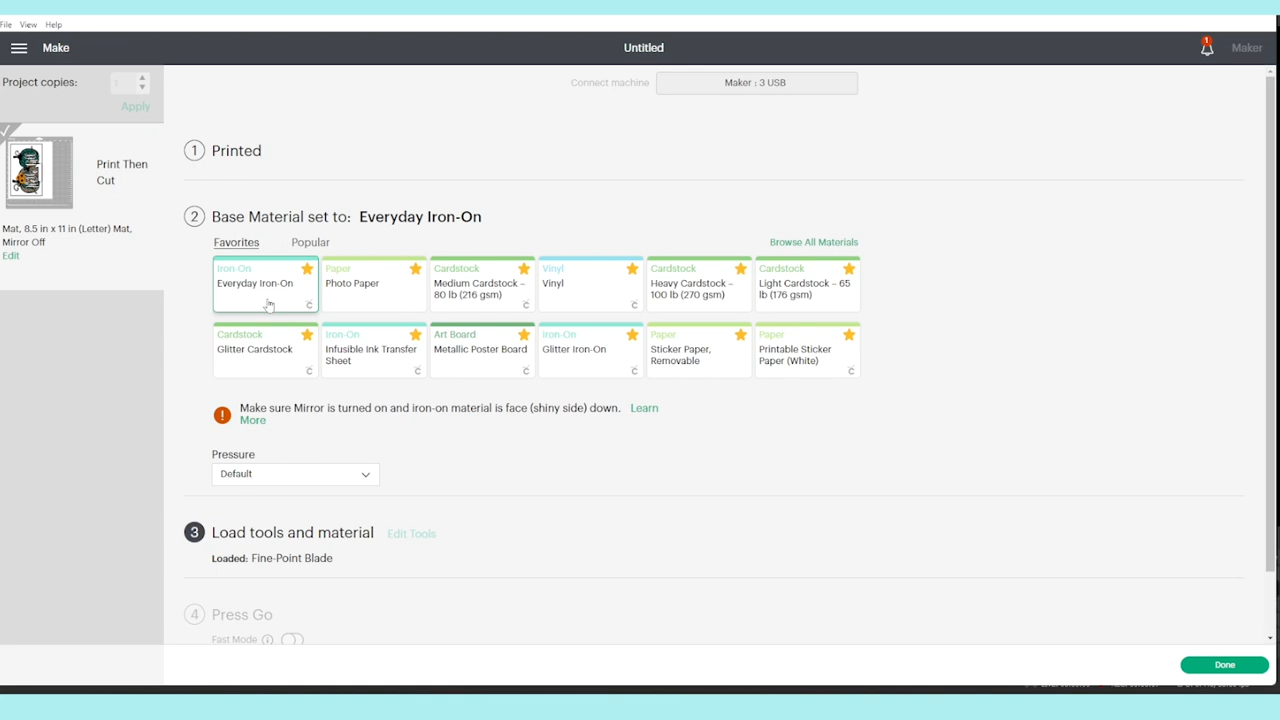 File View Help
Make
Untitled
1
Maker
Project copies:
1
Apply
Connect machine
Maker : 3 USB
Print Then
Cut
Mat, 8.5 in x 11 in (Letter) Mat,
Mirror Off
Edit
1 Printed
2 Base Material set to: Everyday Iron-On
Favorites Popular
Browse All Materials
Iron-On
Everyday Iron-On
C
Paper
Photo Paper
Cardstock
Medium Cardstock –
80 lb (216 gsm)
C
Vinyl
Vinyl
C
Cardstock
Heavy Cardstock –
100 lb (270 gsm)
Cardstock
Light Cardstock – 65
lb (176 gsm)
Cardstock
Glitter Cardstock
C
Iron-On
Infusible Ink Transfer
Sheet
C
Art Board
Metallic Poster Board
C
Iron-On
Glitter Iron-On
C
Paper
Sticker Paper,
Removable
Paper
Printable Sticker
Paper (White)
C
Make sure Mirror is turned on and iron-on material is face (shiny side) down. Learn
More
Pressure
Default
3 Load tools and material Edit Tools
Loaded: Fine-Point Blade
4 Press Go
Fast Mode
Done